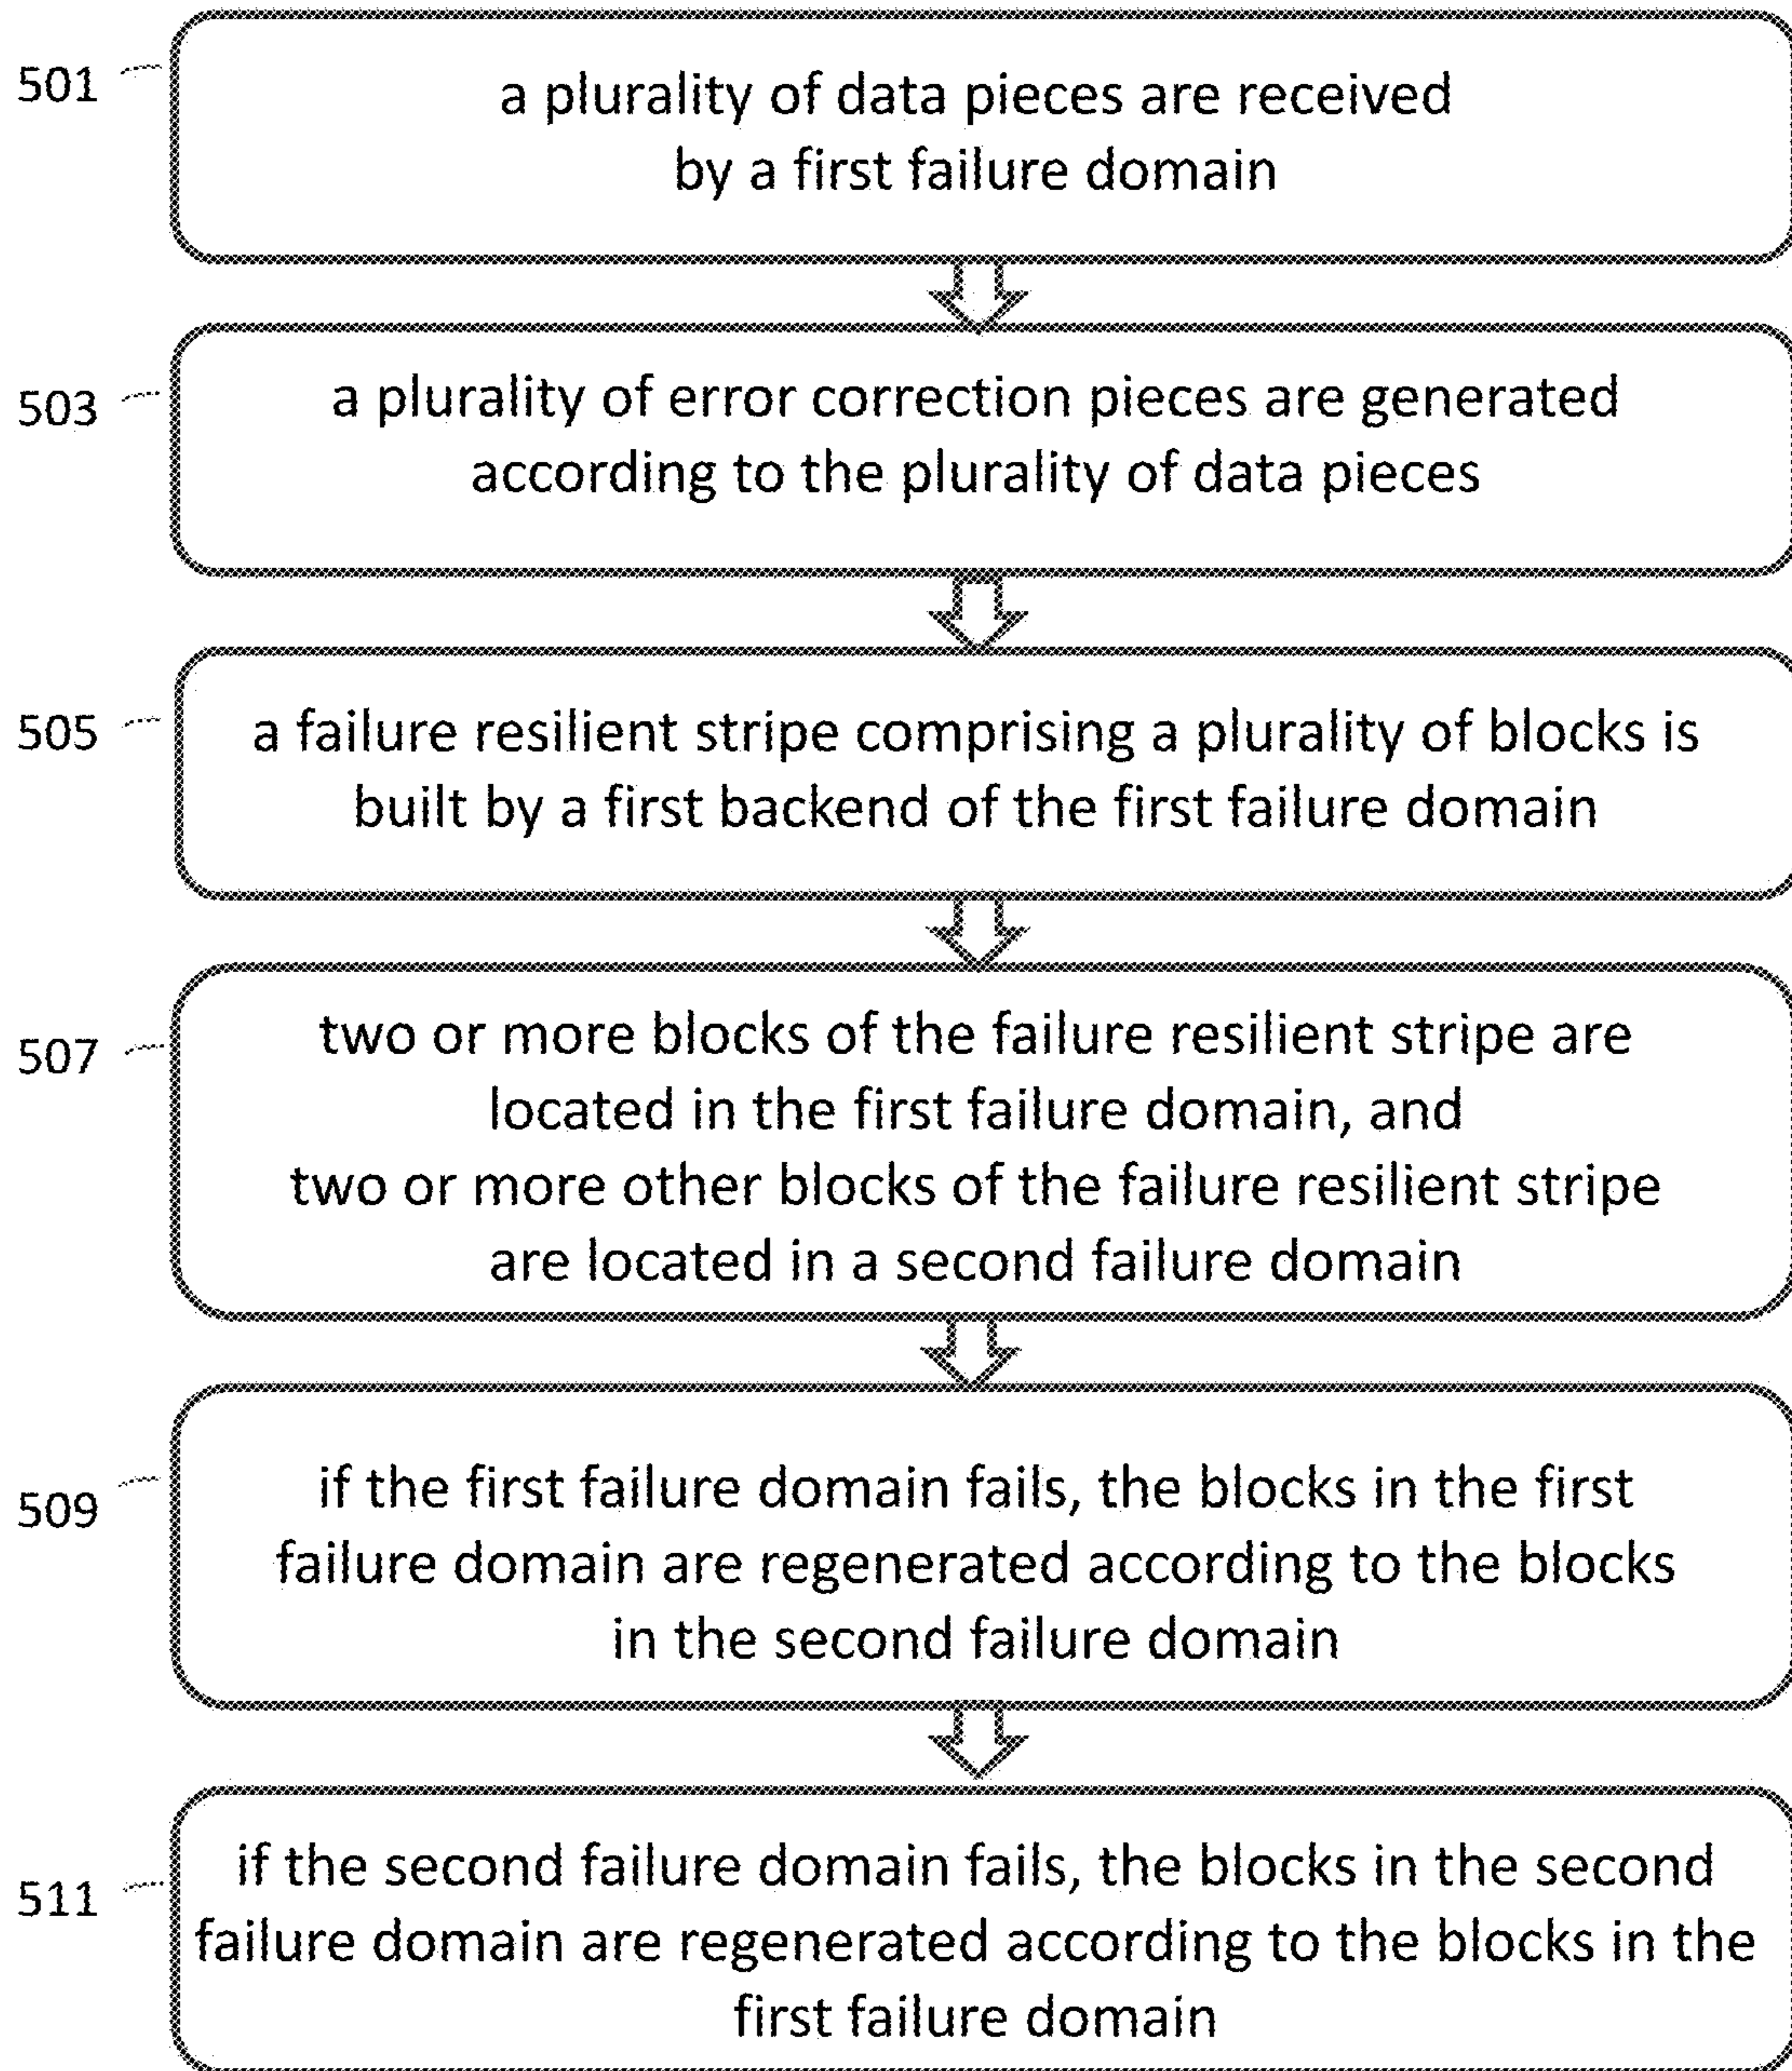 501
a plurality of data pieces are received
by a first failure domain
503
a plurality of error correction pieces are generated
according to the plurality of data pieces
505
a failure resilient stripe comprising a plurality of blocks is
built by a first backend of the first failure domain
507
two or more blocks of the failure resilient stripe are
located in the first failure domain, and
two or more other blocks of the failure resilient stripe
are located in a second failure domain
509
if the first failure domain fails, the blocks in the first
failure domain are regenerated according to the blocks
in the second failure domain
511
if the second failure domain fails, the blocks in the second
failure domain are regenerated according to the blocks in the
first failure domain